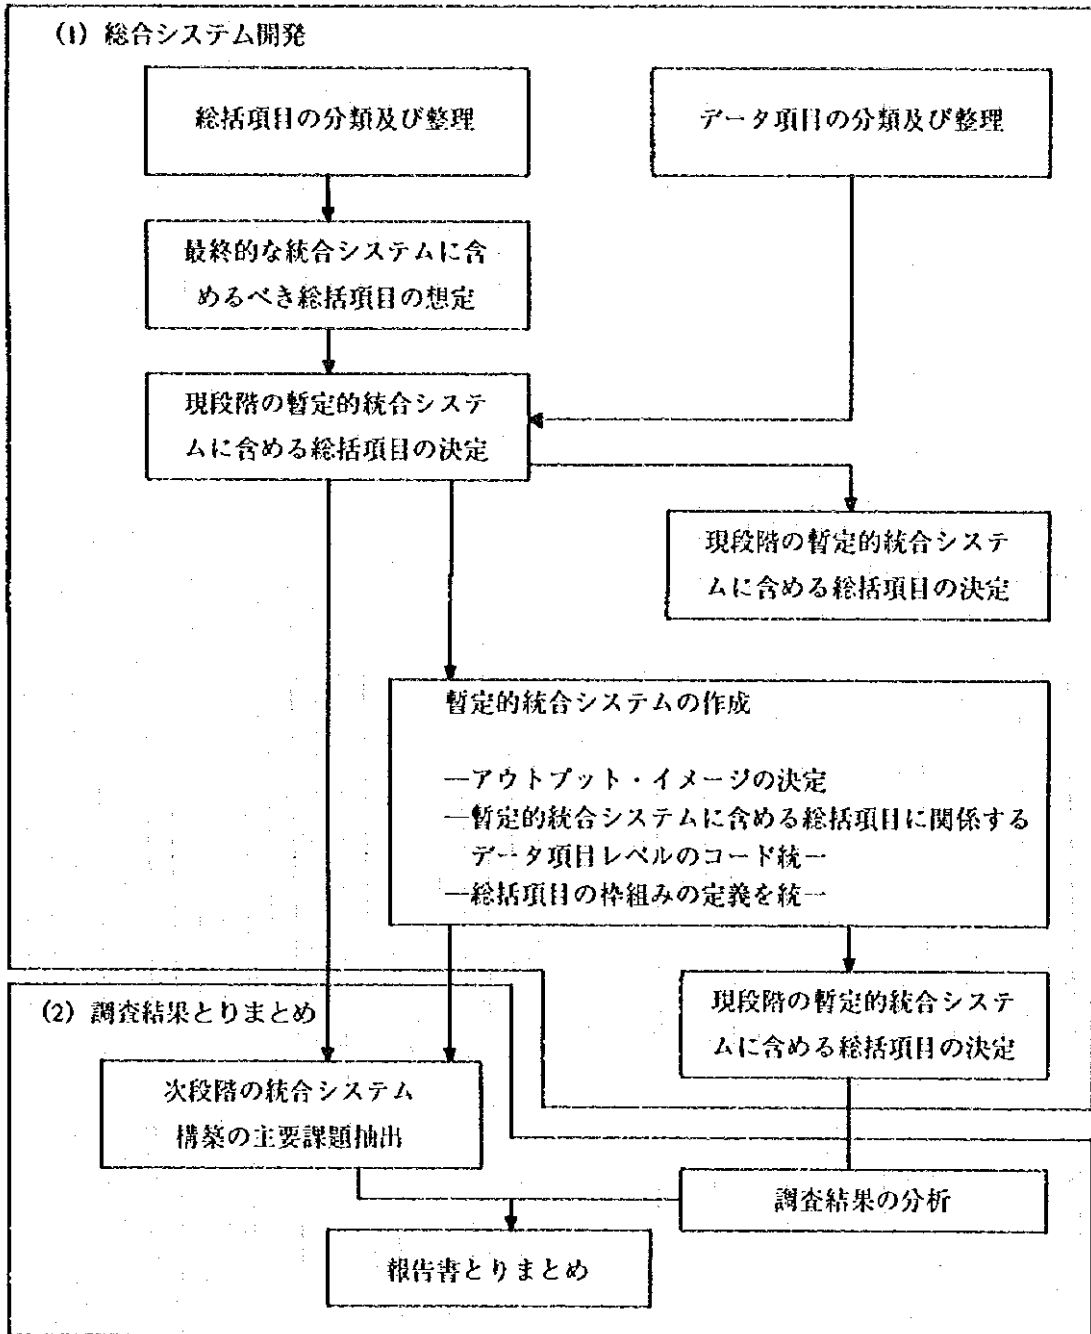 (1) 総合システム開発
総括項目の分類及び整理
データ項目の分類及び整理
最終的な統合システムに含
めるべき総括項目の想定
現段階の暫定的統合システ
ムに含める総括項目の決定
現段階の暫定的統合システ
ムに含める総括項目の決定
暫定的統合システムの作成
—アウトプット・イメージの決定
—暫定的統合システムに含める総括項目に関係する
データ項目レベルのコード統一
—総括項目の枠組みの定義を統一
現段階の暫定的統合システ
ムに含める総括項目の決定
(2) 調査結果とりまとめ
次段階の統合システム
構築の主要課題抽出
調査結果の分析
報告書とりまとめ